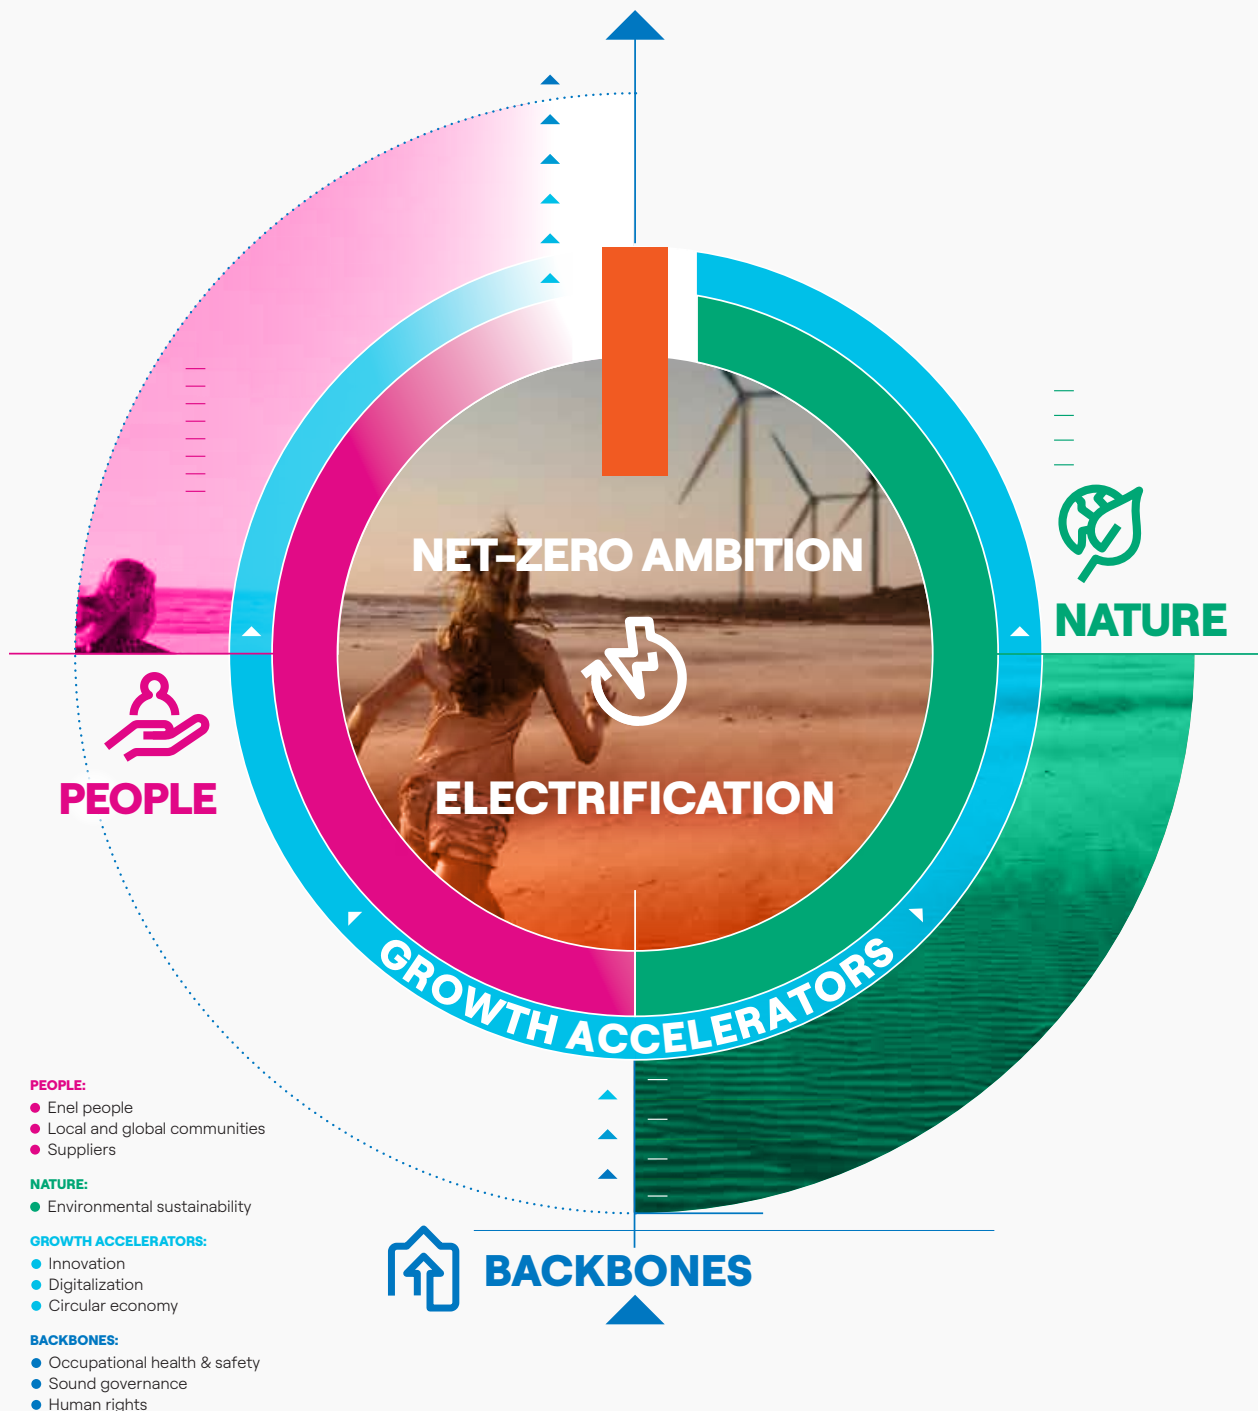 NET-ZERO AMBITION
ELECTRIFICATION
NATURE
PEOPLE
GROWTH ACCELERATORS
BACKBONES
PEOPLE:
Enel people
Local and global communities
Suppliers
NATURE:
Environmental sustainability
GROWTH ACCELERATORS:
Innovation
Digitalization
Circular economy
BACKBONES:
Occupational health & safety
Sound governance
Human rights